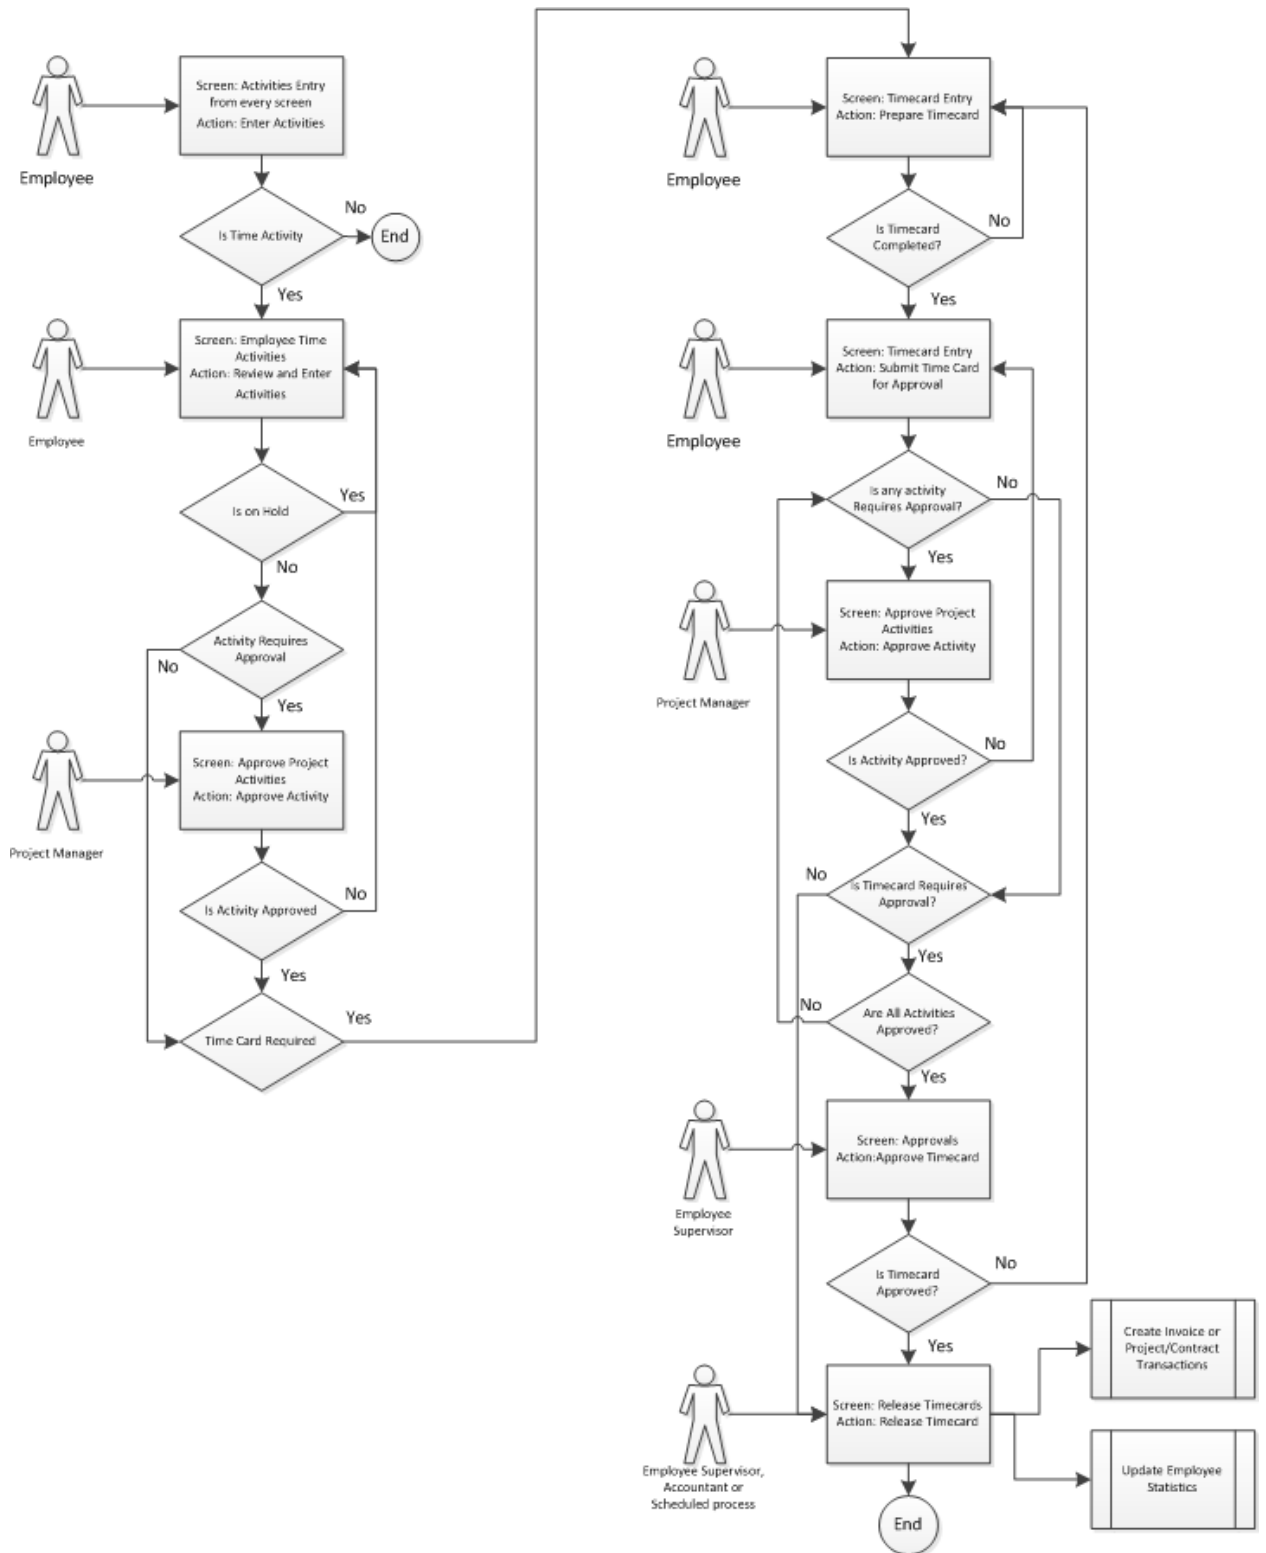 Screen: Activities Entry
from every screen
Action: Enter Activities
Employee
Is Time Activity
No
End
Yes
Screen: Employee Time
Activities
Action: Review and Enter
Activities
Employee
Is on Hold
Yes
No
Activity Requires
Approval
No
Yes
Screen: Approve Project
Activities
Action: Approve Activity
Project Manager
Is Activity Approved
No
Yes
Time Card Required
Yes
Screen: Timecard Entry
Action: Prepare Timecard
Employee
Is Timecard
Completed?
No
Yes
Screen: Timecard Entry
Action: Submit Time Card
for Approval
Employee
Is any activity
Requires Approval?
No
Yes
Screen: Approve Project
Activities
Action: Approve Activity
Project Manager
Is Activity Approved?
No
Yes
Is Timecard Requires
Approval?
No
Yes
Are All Activities
Approved?
No
Yes
Screen: Approvals
Action:Approve Timecard
Employee
Supervisor
Is Timecard
Approved?
No
Yes
Screen: Release Timecards
Action: Release Timecard
Employee Supervisor,
Accountant or
Scheduled process
Create Invoice or
Project/Contract
Transactions
Update Employee
Statistics
End